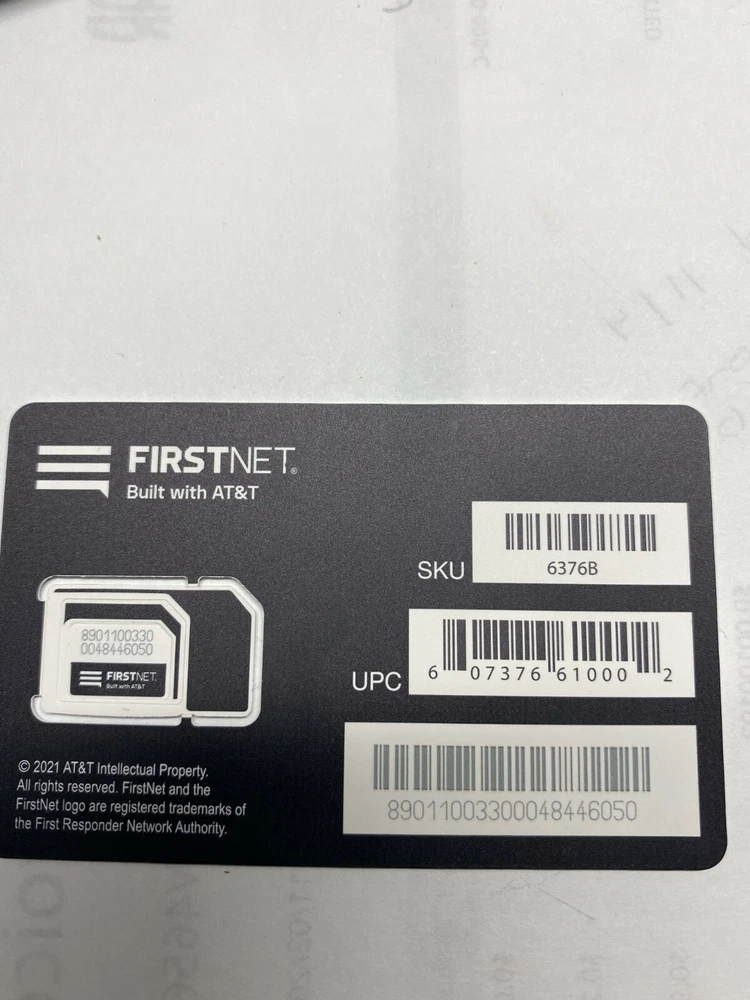 FIRSTNET®
Built with AT&T
SKU
6376B
UPC
6 07376 61000 2
8901100330
0048446050
FIRSTNET.
Built with AT&T
© 2021 AT&T Intellectual Property.
All rights reserved. FirstNet and the
FirstNet logo are registered trademarks of
the First Responder Network Authority.
89011003300048446050